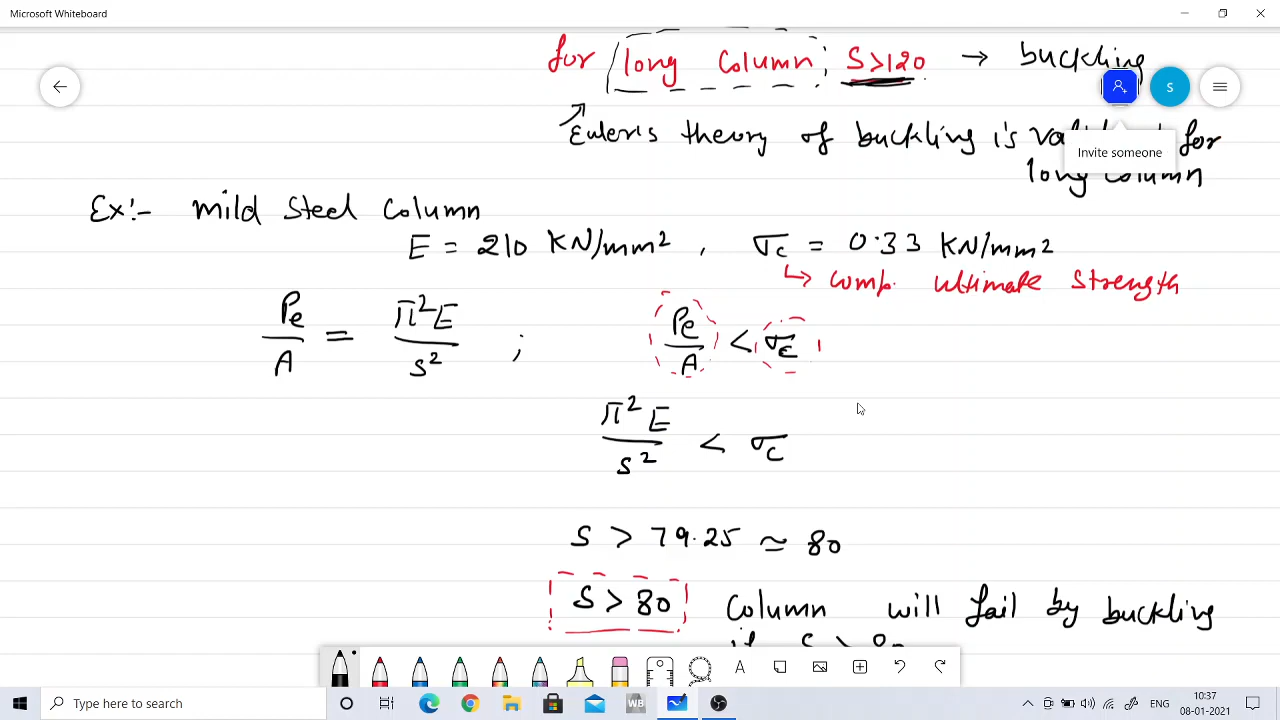 Microsoft Whiteboard
for long column; S>120 → buckling
Euler's theory of buckling is for
long column
S
Invite someone
Ex:- mild Steel Column
E = 210 KN/mm², σc = 0.33 KN/mm²
↳ Comp. ultimate Strength
Pe/A = π²E/s² ; Pe/A < σc
π²E/s² < σc
S > 79.25 ≃ 80
S > 80 Column will fail by buckling
A
Type here to search
WB
ENG
10:37
08-01-2021